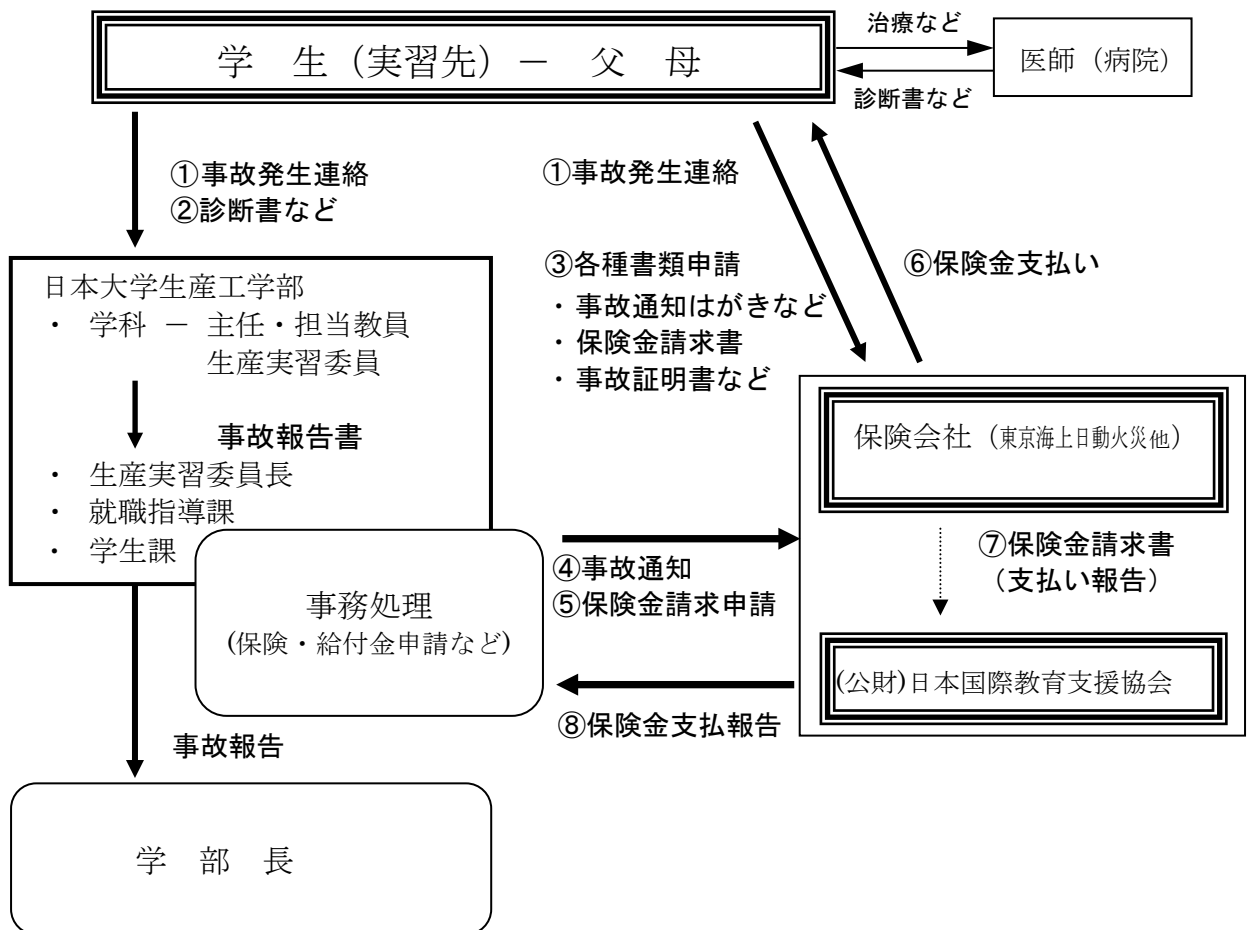 学 生（実習先）－ 父 母
治療など
医師（病院）
診断書など
①事故発生連絡
②診断書など
①事故発生連絡
③各種書類申請
・事故通知はがきなど
・保険金請求書
・事故証明書など
⑥保険金支払い
日本大学生産工学部
・ 学科 － 主任・担当教員
生産実習委員
事故報告書
・ 生産実習委員長
・ 就職指導課
・ 学生課
事務処理
(保険・給付金申請など)
④事故通知
⑤保険金請求申請
保険会社（東京海上日動火災他）
⑦保険金請求書
（支払い報告）
(公財)日本国際教育支援協会
⑧保険金支払報告
事故報告
学 部 長